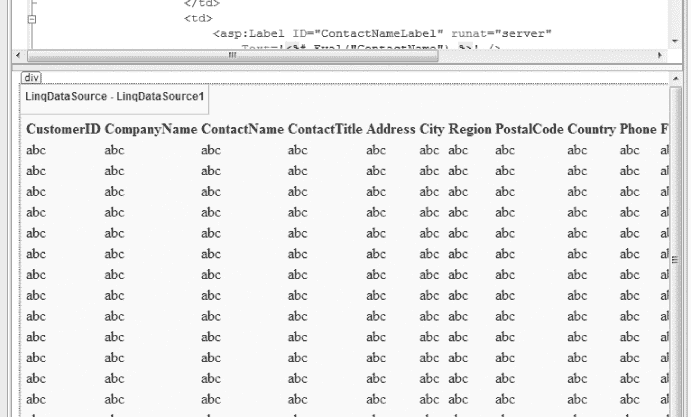 </td>
<td>
<asp:Label ID="ContactNameLabel" runat="server"
Text='<%# Eval("ContactName") %>' />
div
LinqDataSource - LinqDataSource1
CustomerID CompanyName ContactName ContactTitle Address City Region PostalCode Country Phone F
abc abc abc abc abc abc abc abc abc abc a
abc abc abc abc abc abc abc abc abc abc a
abc abc abc abc abc abc abc abc abc abc a
abc abc abc abc abc abc abc abc abc abc a
abc abc abc abc abc abc abc abc abc abc a
abc abc abc abc abc abc abc abc abc abc a
abc abc abc abc abc abc abc abc abc abc a
abc abc abc abc abc abc abc abc abc abc a
abc abc abc abc abc abc abc abc abc abc a
abc abc abc abc abc abc abc abc abc abc a
abc abc abc abc abc abc abc abc abc abc a
abc abc abc abc abc abc abc abc abc abc a
abc abc abc abc abc abc abc abc abc abc a